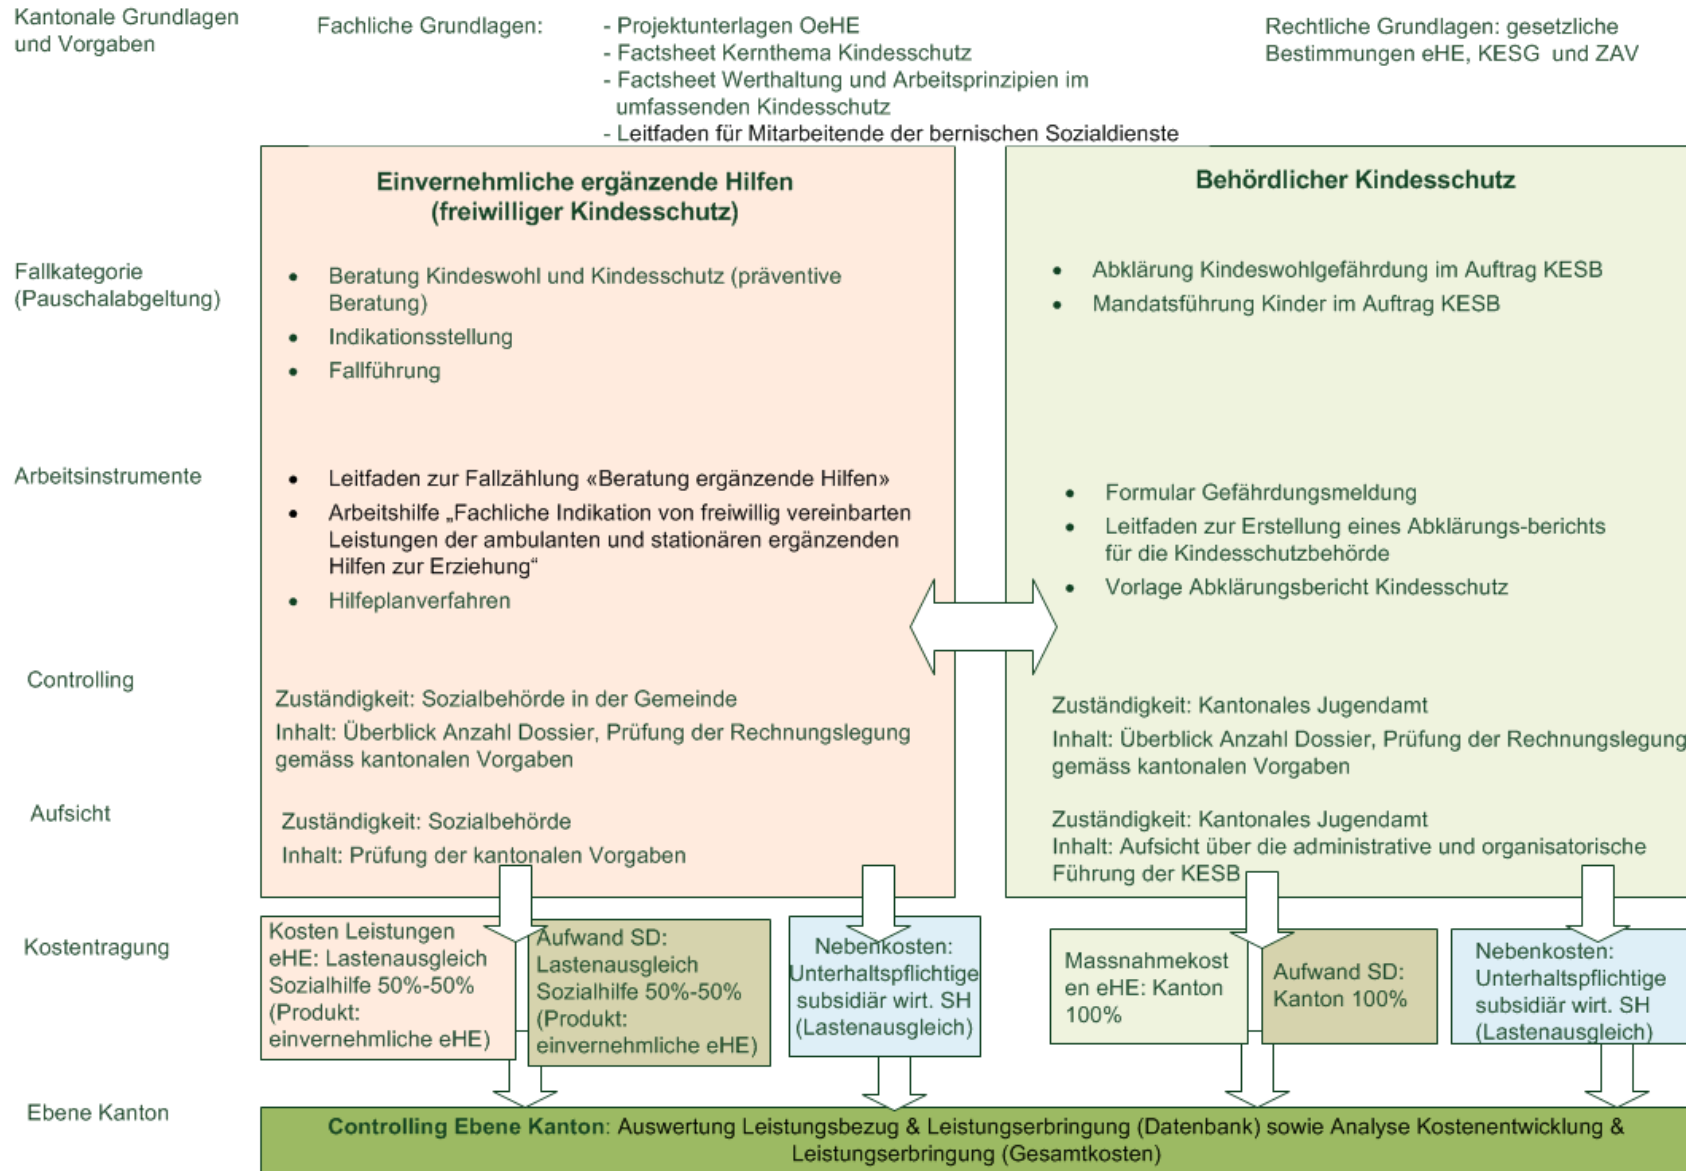 Kantonale Grundlagen
und Vorgaben
Fachliche Grundlagen:
- Projektunterlagen OeHE
- Factsheet Kernthema Kindesschutz
- Factsheet Werthaltung und Arbeitsprinzipien im
umfassenden Kindesschutz
- Leitfaden für Mitarbeitende der bernischen Sozialdienste
Rechtliche Grundlagen: gesetzliche
Bestimmungen eHE, KESG und ZAV
Einvernehmliche ergänzende Hilfen
(freiwilliger Kindesschutz)
Behördlicher Kindesschutz
Fallkategorie
(Pauschalabgeltung)
• Beratung Kindeswohl und Kindesschutz (präventive
Beratung)
• Indikationsstellung
• Fallführung
• Abklärung Kindeswohlgefährdung im Auftrag KESB
• Mandatsführung Kinder im Auftrag KESB
Arbeitsinstrumente
• Leitfaden zur Fallzählung «Beratung ergänzende Hilfen»
• Arbeitshilfe „Fachliche Indikation von freiwillig vereinbarten
Leistungen der ambulanten und stationären ergänzenden
Hilfen zur Erziehung“
• Hilfeplanverfahren
• Formular Gefährdungsmeldung
• Leitfaden zur Erstellung eines Abklärungs-berichts
für die Kindesschutzbehörde
• Vorlage Abklärungsbericht Kindesschutz
Controlling
Zuständigkeit: Sozialbehörde in der Gemeinde
Inhalt: Überblick Anzahl Dossier, Prüfung der Rechnungslegung
gemäss kantonalen Vorgaben
Zuständigkeit: Kantonales Jugendamt
Inhalt: Überblick Anzahl Dossier, Prüfung der Rechnungslegung
gemäss kantonalen Vorgaben
Aufsicht
Zuständigkeit: Sozialbehörde
Inhalt: Prüfung der kantonalen Vorgaben
Zuständigkeit: Kantonales Jugendamt
Inhalt: Aufsicht über die administrative und organisatorische
Führung der KESB
Kostentragung
Kosten Leistungen
eHE: Lastenausgleich
Sozialhilfe 50%-50%
(Produkt:
einvernehmliche eHE)
Aufwand SD:
Lastenausgleich
Sozialhilfe 50%-50%
(Produkt:
einvernehmliche eHE)
Nebenkosten:
Unterhaltspflichtige
subsidiär wirt. SH
(Lastenausgleich)
Massnahmekost
en eHE: Kanton
100%
Aufwand SD:
Kanton 100%
Nebenkosten:
Unterhaltspflichtige
subsidiär wirt. SH
(Lastenausgleich)
Ebene Kanton
Controlling Ebene Kanton: Auswertung Leistungsbezug & Leistungserbringung (Datenbank) sowie Analyse Kostenentwicklung &
Leistungserbringung (Gesamtkosten)